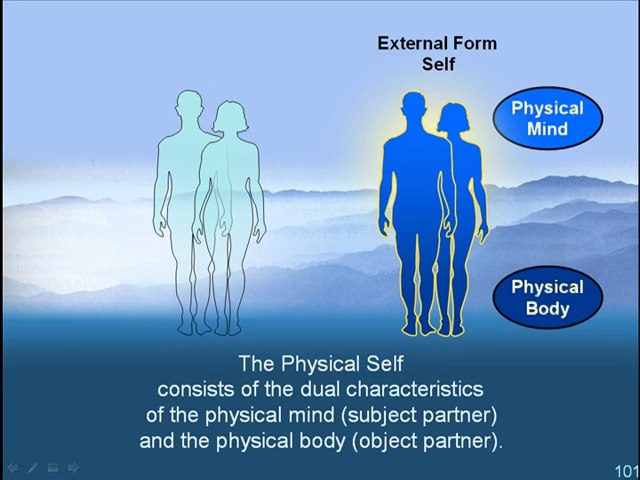 External Form
Self
Physical
Mind
Physical
Body
The Physical Self
consists of the dual characteristics
of the physical mind (subject partner)
and the physical body (object partner).
101